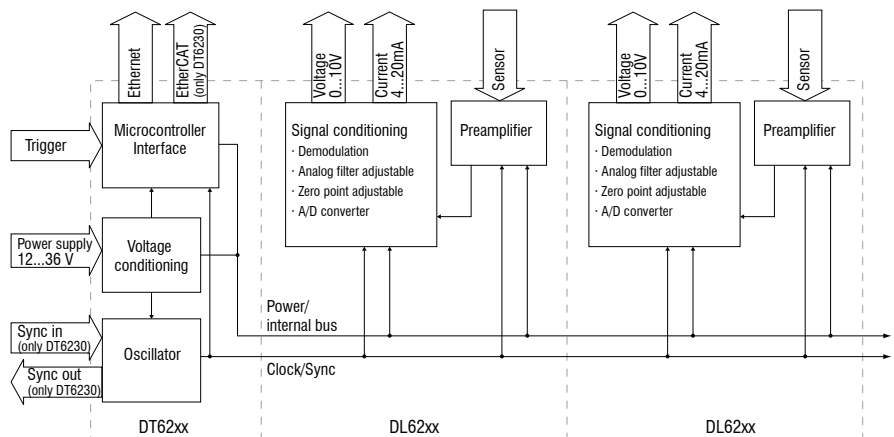 Ethernet
EtherCAT
(only DT6230)
Voltage
0...10V
Current
4...20mA
Sensor
Voltage
0...10V
Current
4...20mA
Sensor
Trigger
Microcontroller
Interface
Signal conditioning
· Demodulation
· Analog filter adjustable
· Zero point adjustable
· A/D converter
Preamplifier
Signal conditioning
· Demodulation
· Analog filter adjustable
· Zero point adjustable
· A/D converter
Preamplifier
Power supply
12...36 V
Voltage
conditioning
Power/
internal bus
Sync in
(only DT6230)
Oscillator
Sync out
(only DT6230)
Clock/Sync
DT62xx
DL62xx
DL62xx